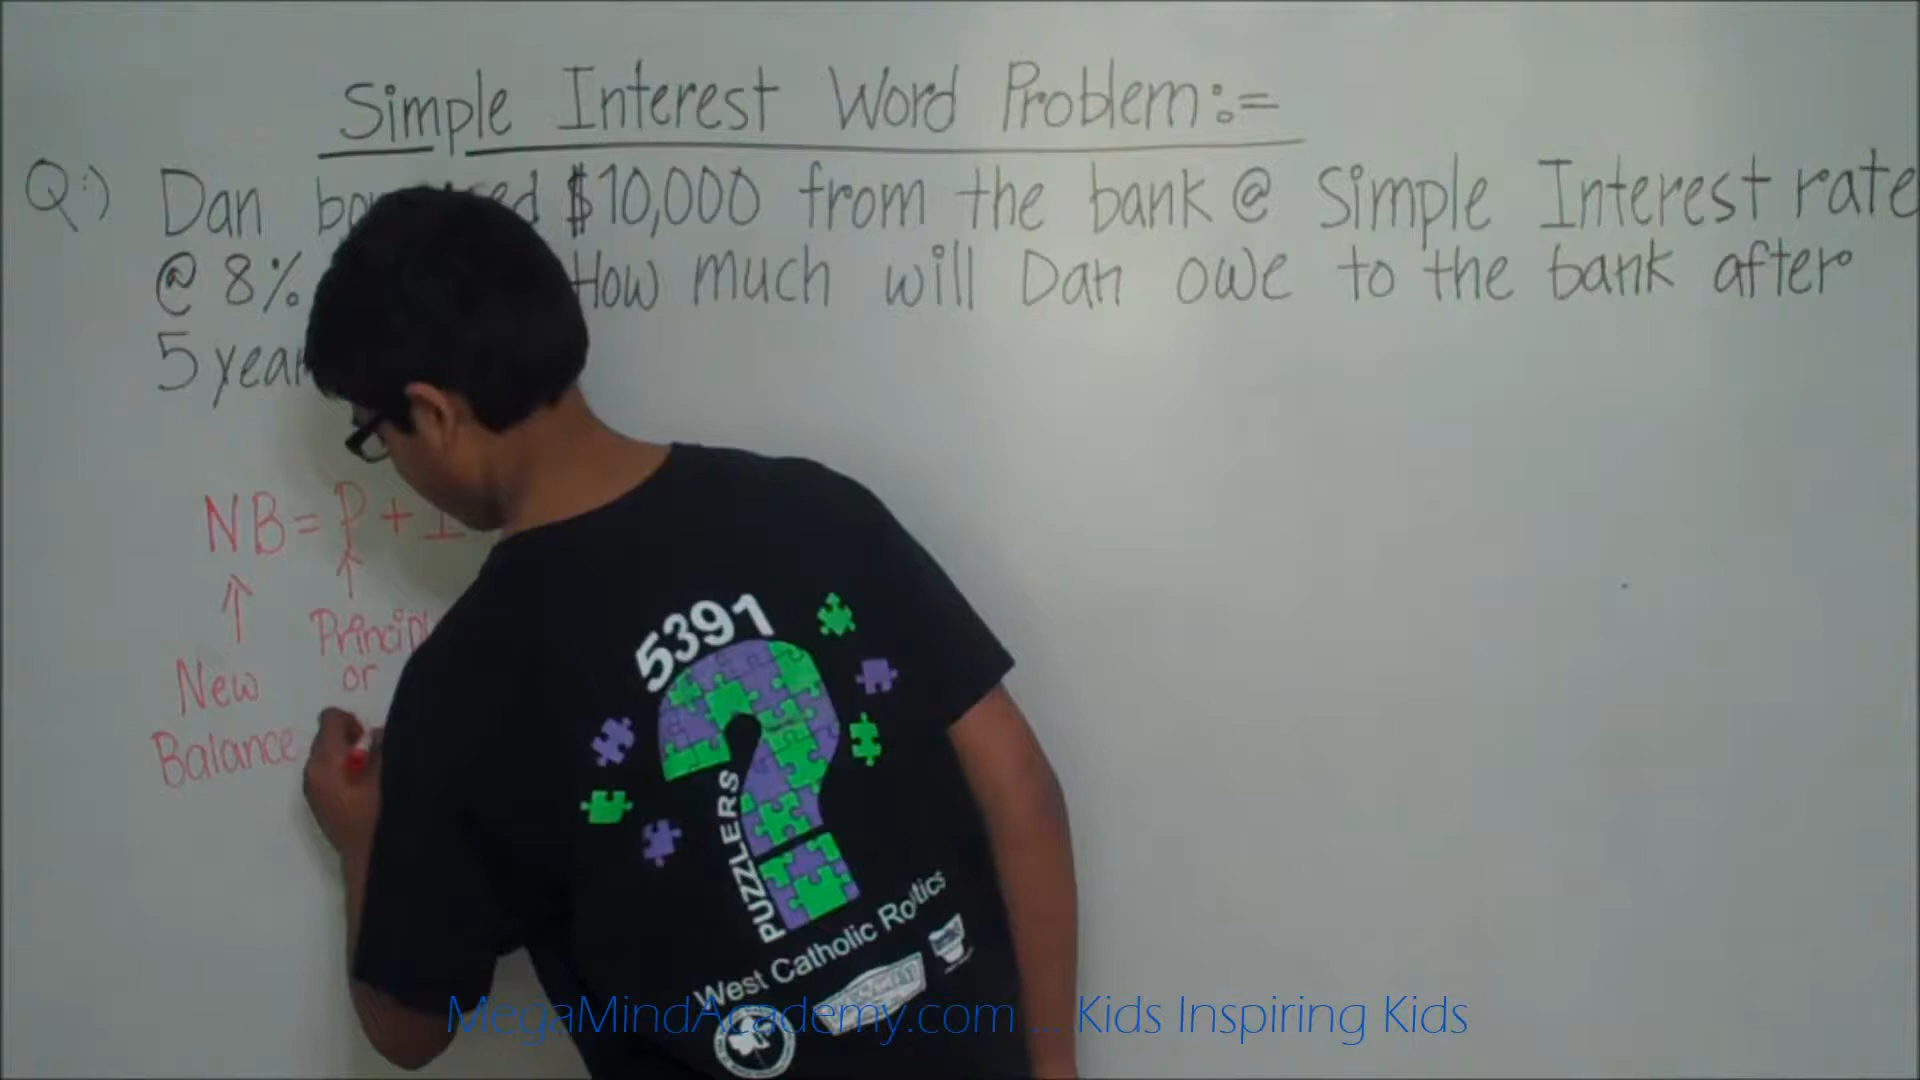 Simple Interest Word Problem:=
Q:) Dan $10,000 from the bank @ Simple Interest rate
@ 8% How much will Dan owe to the bank after
5 year
NB = P + I
Principl
or
New
Balance
5391
PUZZLERS
West Catholic Robotics
MegaMindAcademy.com ... Kids Inspiring Kids